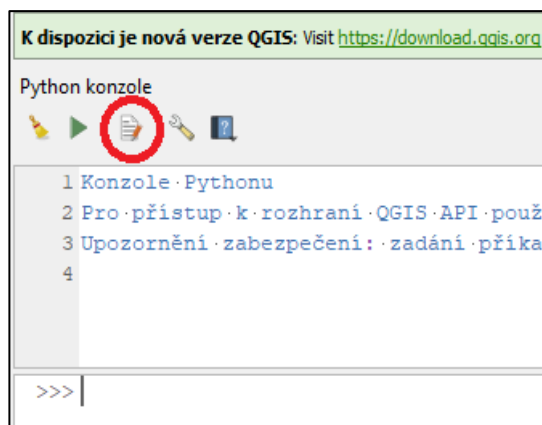 K dispozici je nová verze QGIS: Visit https://download.qgis.org
Python konzole
1 Konzole·Pythonu
2 Pro·přístup·k·rozhraní·QGIS·API·použ
3 Upozornění·zabezpečení:·zadání·příka
4
>>>